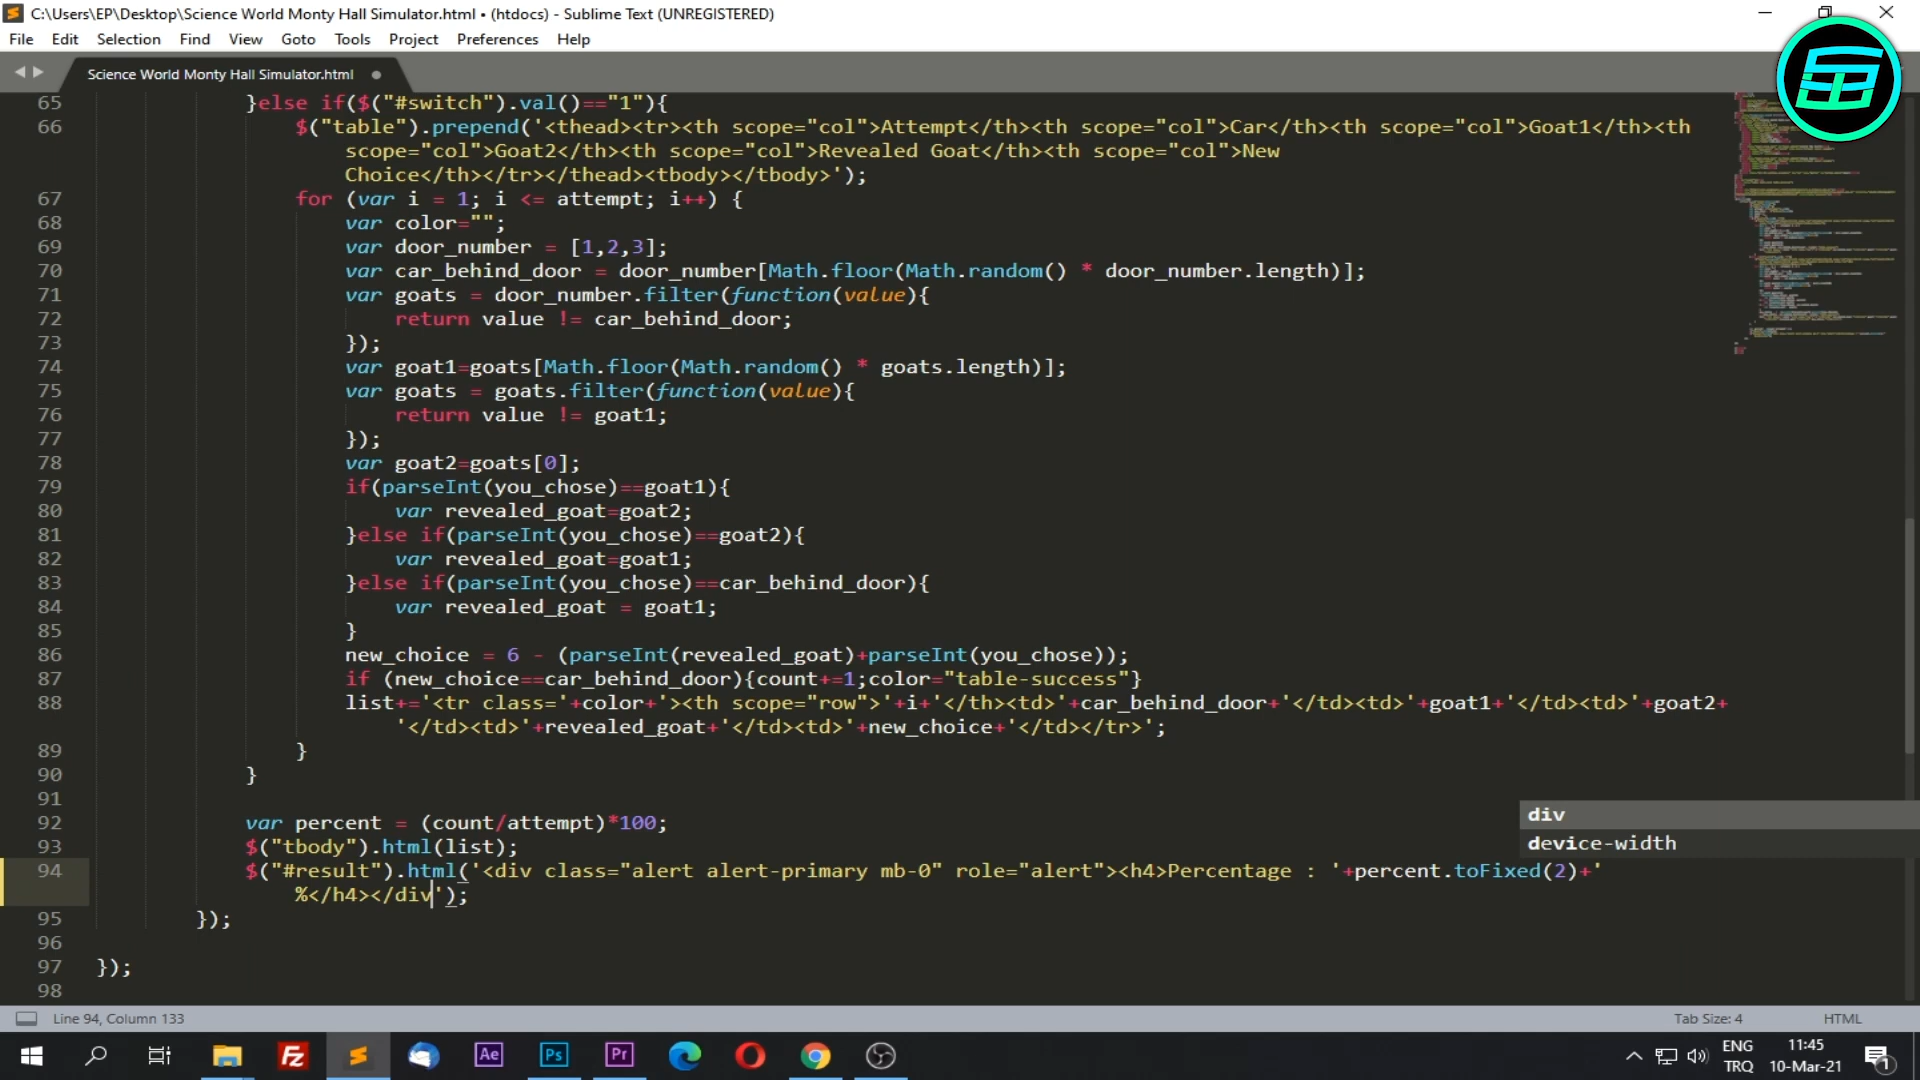 C:\Users\EP\Desktop\Science World Monty Hall Simulator.html • (htdocs) - Sublime Text (UNREGISTERED)
File Edit Selection Find View Goto Tools Project Preferences Help
Science World Monty Hall Simulator.html
65 }else if($("#switch").val()=="1"){
66 $("table").prepend('<thead><tr><th scope="col">Attempt</th><th scope="col">Car</th><th scope="col">Goat1</th><th
scope="col">Goat2</th><th scope="col">Revealed Goat</th><th scope="col">New
Choice</th></tr></thead><tbody></tbody>');
67 for (var i = 1; i <= attempt; i++) {
68 var color="";
69 var door_number = [1,2,3];
70 var car_behind_door = door_number[Math.floor(Math.random() * door_number.length)];
71 var goats = door_number.filter(function(value){
72 return value != car_behind_door;
73 });
74 var goat1=goats[Math.floor(Math.random() * goats.length)];
75 var goats = goats.filter(function(value){
76 return value != goat1;
77 });
78 var goat2=goats[0];
79 if(parseInt(you_chose)==goat1){
80 var revealed_goat=goat2;
81 }else if(parseInt(you_chose)==goat2){
82 var revealed_goat=goat1;
83 }else if(parseInt(you_chose)==car_behind_door){
84 var revealed_goat = goat1;
85 }
86 new_choice = 6 - (parseInt(revealed_goat)+parseInt(you_chose));
87 if (new_choice==car_behind_door){count+=1;color="table-success"}
88 list+='<tr class='+color+'><th scope="row">'+i+'</th><td>'+car_behind_door+'</td><td>'+goat1+'</td><td>'+goat2+
'</td><td>'+revealed_goat+'</td><td>'+new_choice+'</td></tr>';
89 }
90 }
91
92 var percent = (count/attempt)*100;
93 $("tbody").html(list);
94 $("#result").html('<div class="alert alert-primary mb-0" role="alert"><h4>Percentage : '+percent.toFixed(2)+'
%</h4></div');
95 });
96
97 });
98
div
device-width
Line 94, Column 133 Tab Size: 4 HTML
Ae Ps Pr ENG 11:45
TRQ 10-Mar-21 1